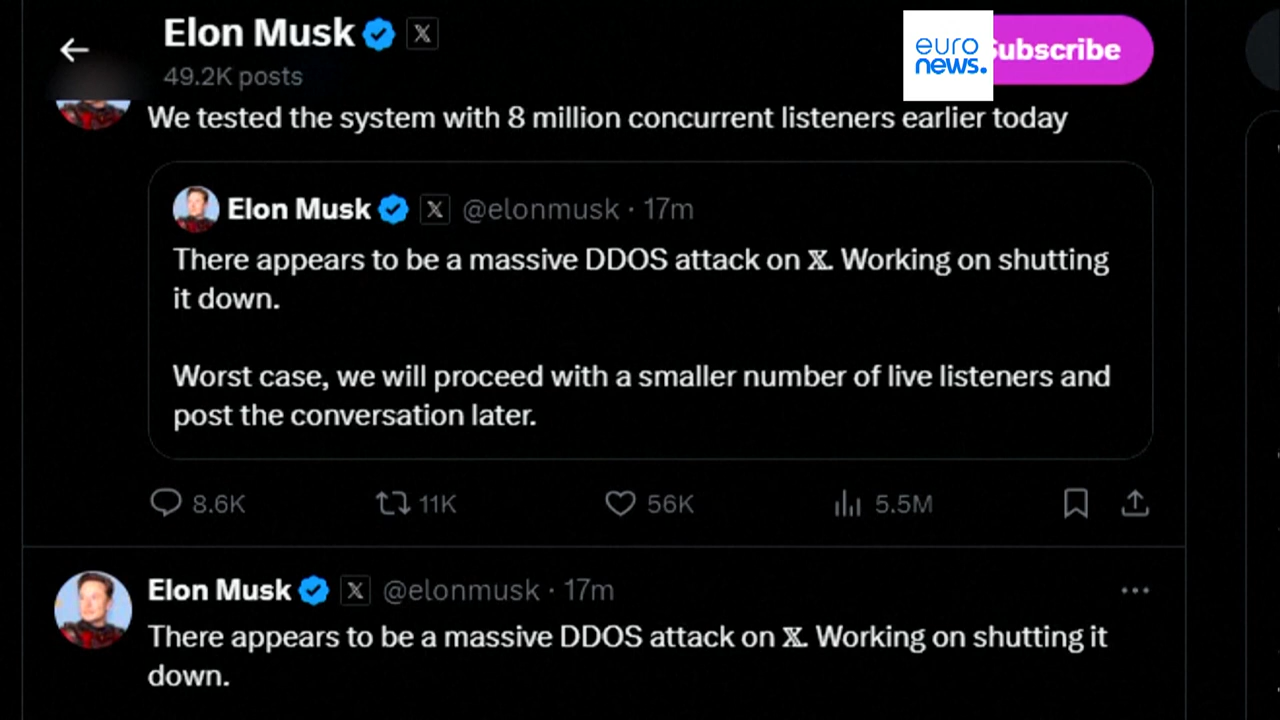 Elon Musk X
49.2K posts
euro
news.
Subscribe
We tested the system with 8 million concurrent listeners earlier today
Elon Musk X @elonmusk · 17m
There appears to be a massive DDOS attack on 𝕏. Working on shutting
it down.
Worst case, we will proceed with a smaller number of live listeners and
post the conversation later.
8.6K 11K 56K 5.5M
Elon Musk X @elonmusk · 17m
There appears to be a massive DDOS attack on 𝕏. Working on shutting it
down.